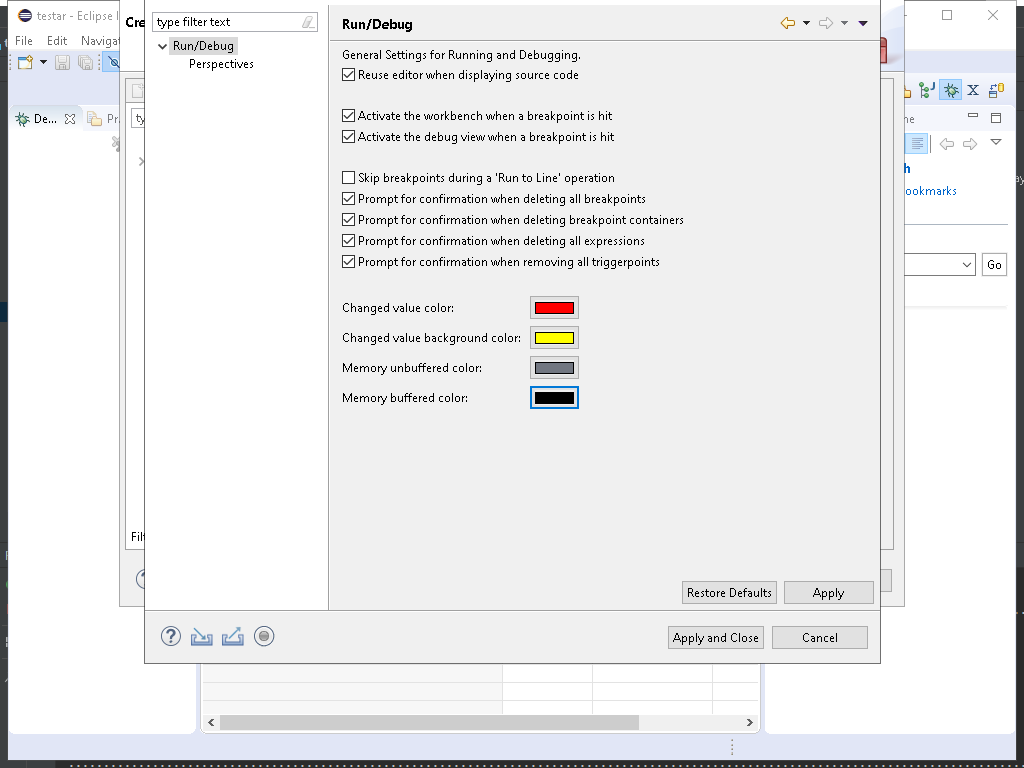 testar - Eclipse I
File Edit Navigat
Cre
De...
Pr
ty
Filt
type filter text
Run/Debug
Perspectives
Run/Debug
General Settings for Running and Debugging.
Reuse editor when displaying source code
Activate the workbench when a breakpoint is hit
Activate the debug view when a breakpoint is hit
Skip breakpoints during a 'Run to Line' operation
Prompt for confirmation when deleting all breakpoints
Prompt for confirmation when deleting breakpoint containers
Prompt for confirmation when deleting all expressions
Prompt for confirmation when removing all triggerpoints
Changed value color:
Changed value background color:
Memory unbuffered color:
Memory buffered color:
Restore Defaults
Apply
Apply and Close
Cancel
X
ne
h
ookmarks
Go